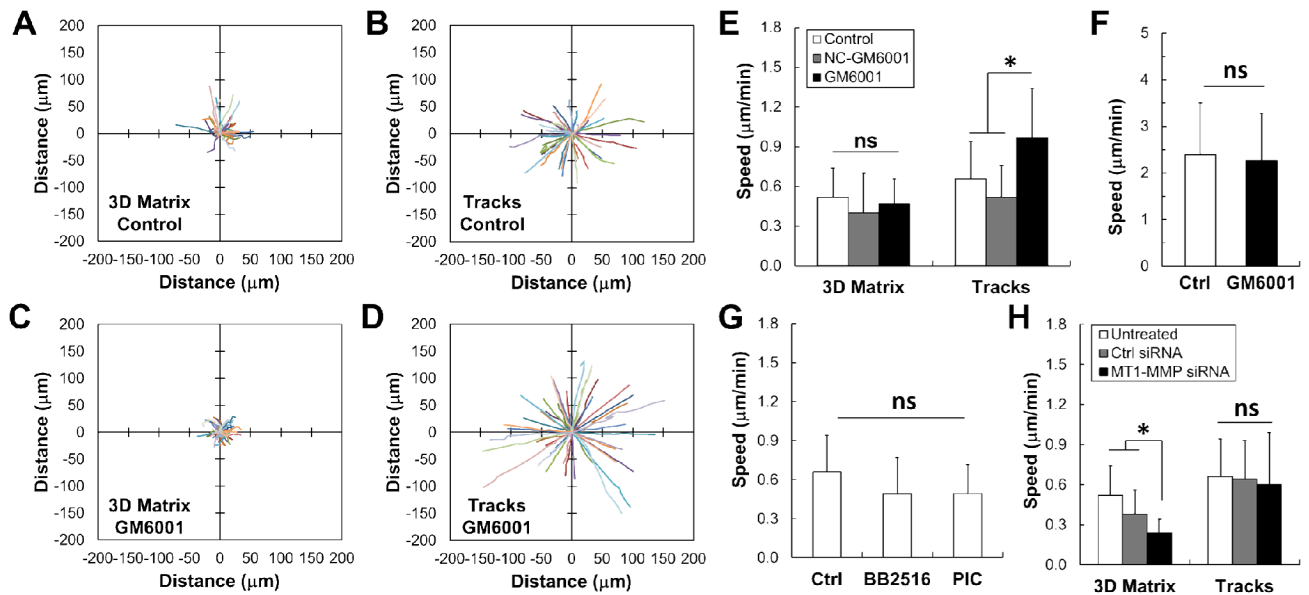 A
200
150
100
50
0
-50
-100
-150
-200
Distance (μm)
3D Matrix
Control
-200-150-100 -50 0 50 100 150 200
Distance (μm)
B
200
150
100
50
0
-50
-100
-150
-200
Distance (μm)
Tracks
Control
-200-150-100 -50 0 50 100 150 200
Distance (μm)
E
1.8
1.5
1.2
0.9
0.6
0.3
0.0
Speed (μm/min)
Control
NC-GM6001
GM6001
ns
*
3D Matrix Tracks
F
5
4
3
2
1
0
Speed (μm/min)
ns
Ctrl GM6001
C
200
150
100
50
0
-50
-100
-150
-200
Distance (μm)
3D Matrix
GM6001
-200-150-100 -50 0 50 100 150 200
Distance (μm)
D
200
150
100
50
0
-50
-100
-150
-200
Distance (μm)
Tracks
GM6001
-200-150-100 -50 0 50 100 150 200
Distance (μm)
G
1.8
1.5
1.2
0.9
0.6
0.3
0.0
Speed (μm/min)
ns
Ctrl BB2516 PIC
H
1.8
1.5
1.2
0.9
0.6
0.3
0.0
Speed (μm/min)
Untreated
Ctrl siRNA
MT1-MMP siRNA
*
ns
3D Matrix Tracks